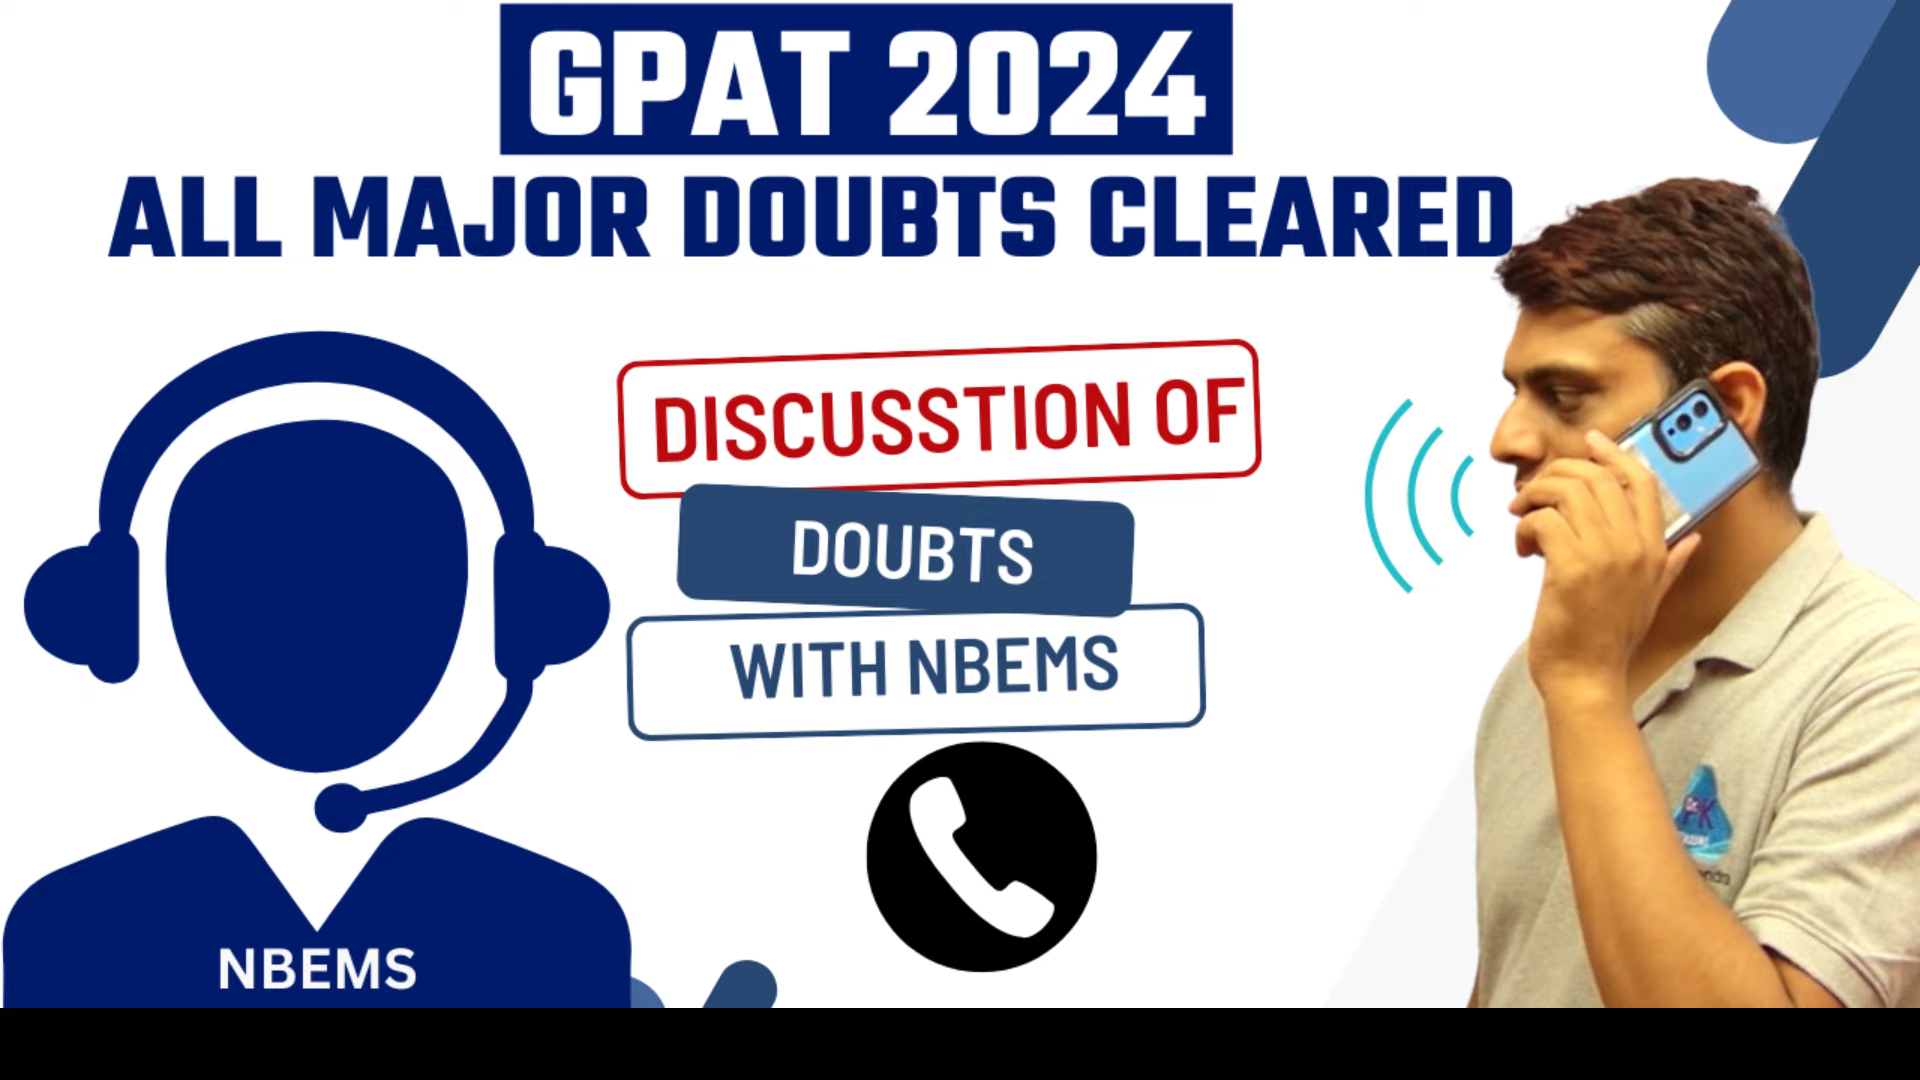 GPAT 2024
ALL MAJOR DOUBTS CLEARED
DISCUSSTION OF
DOUBTS
WITH NBEMS
NBEMS